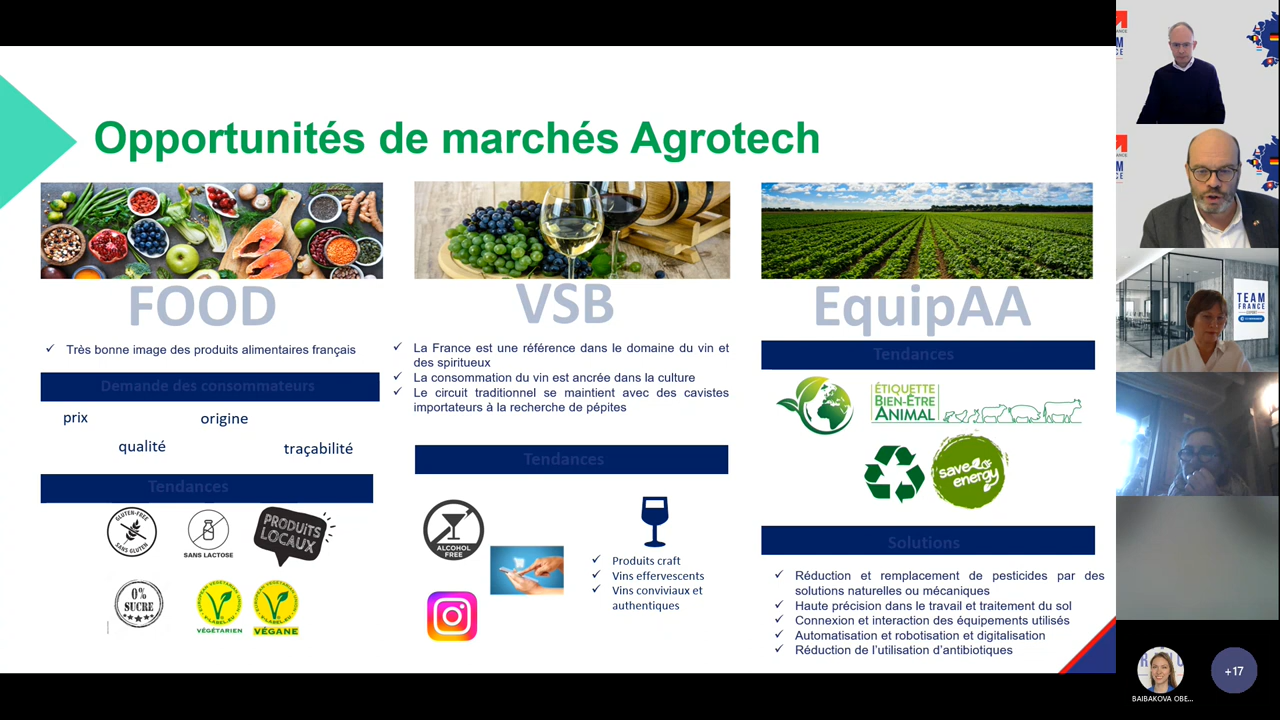 Opportunités de marchés Agrotech
FOOD
Très bonne image des produits alimentaires français
Demande des consommateurs
prix
origine
qualité
traçabilité
Tendances
GLUTEN-FREE
SANS GLUTEN
SANS LACTOSE
PRODUITS
LOCAUX
0%
SUCRE
VÉGÉTARIEN
VÉGANE
VSB
La France est une référence dans le domaine du vin et
des spiritueux
La consommation du vin est ancrée dans la culture
Le circuit traditionnel se maintient avec des cavistes
importateurs à la recherche de pépites
Tendances
ALCOHOL
FREE
Produits craft
Vins effervescents
Vins conviviaux et
authentiques
EquipAA
Tendances
ÉTIQUETTE
BIEN-ÊTRE
ANIMAL
save
energy
Solutions
Réduction et remplacement de pesticides par des
solutions naturelles ou mécaniques
Haute précision dans le travail et traitement du sol
Connexion et interaction des équipements utilisés
Automatisation et robotisation et digitalisation
Réduction de l'utilisation d'antibiotiques
TEAM
FRANCE
EXPORT
BAIBAKOVA OBE...
+17